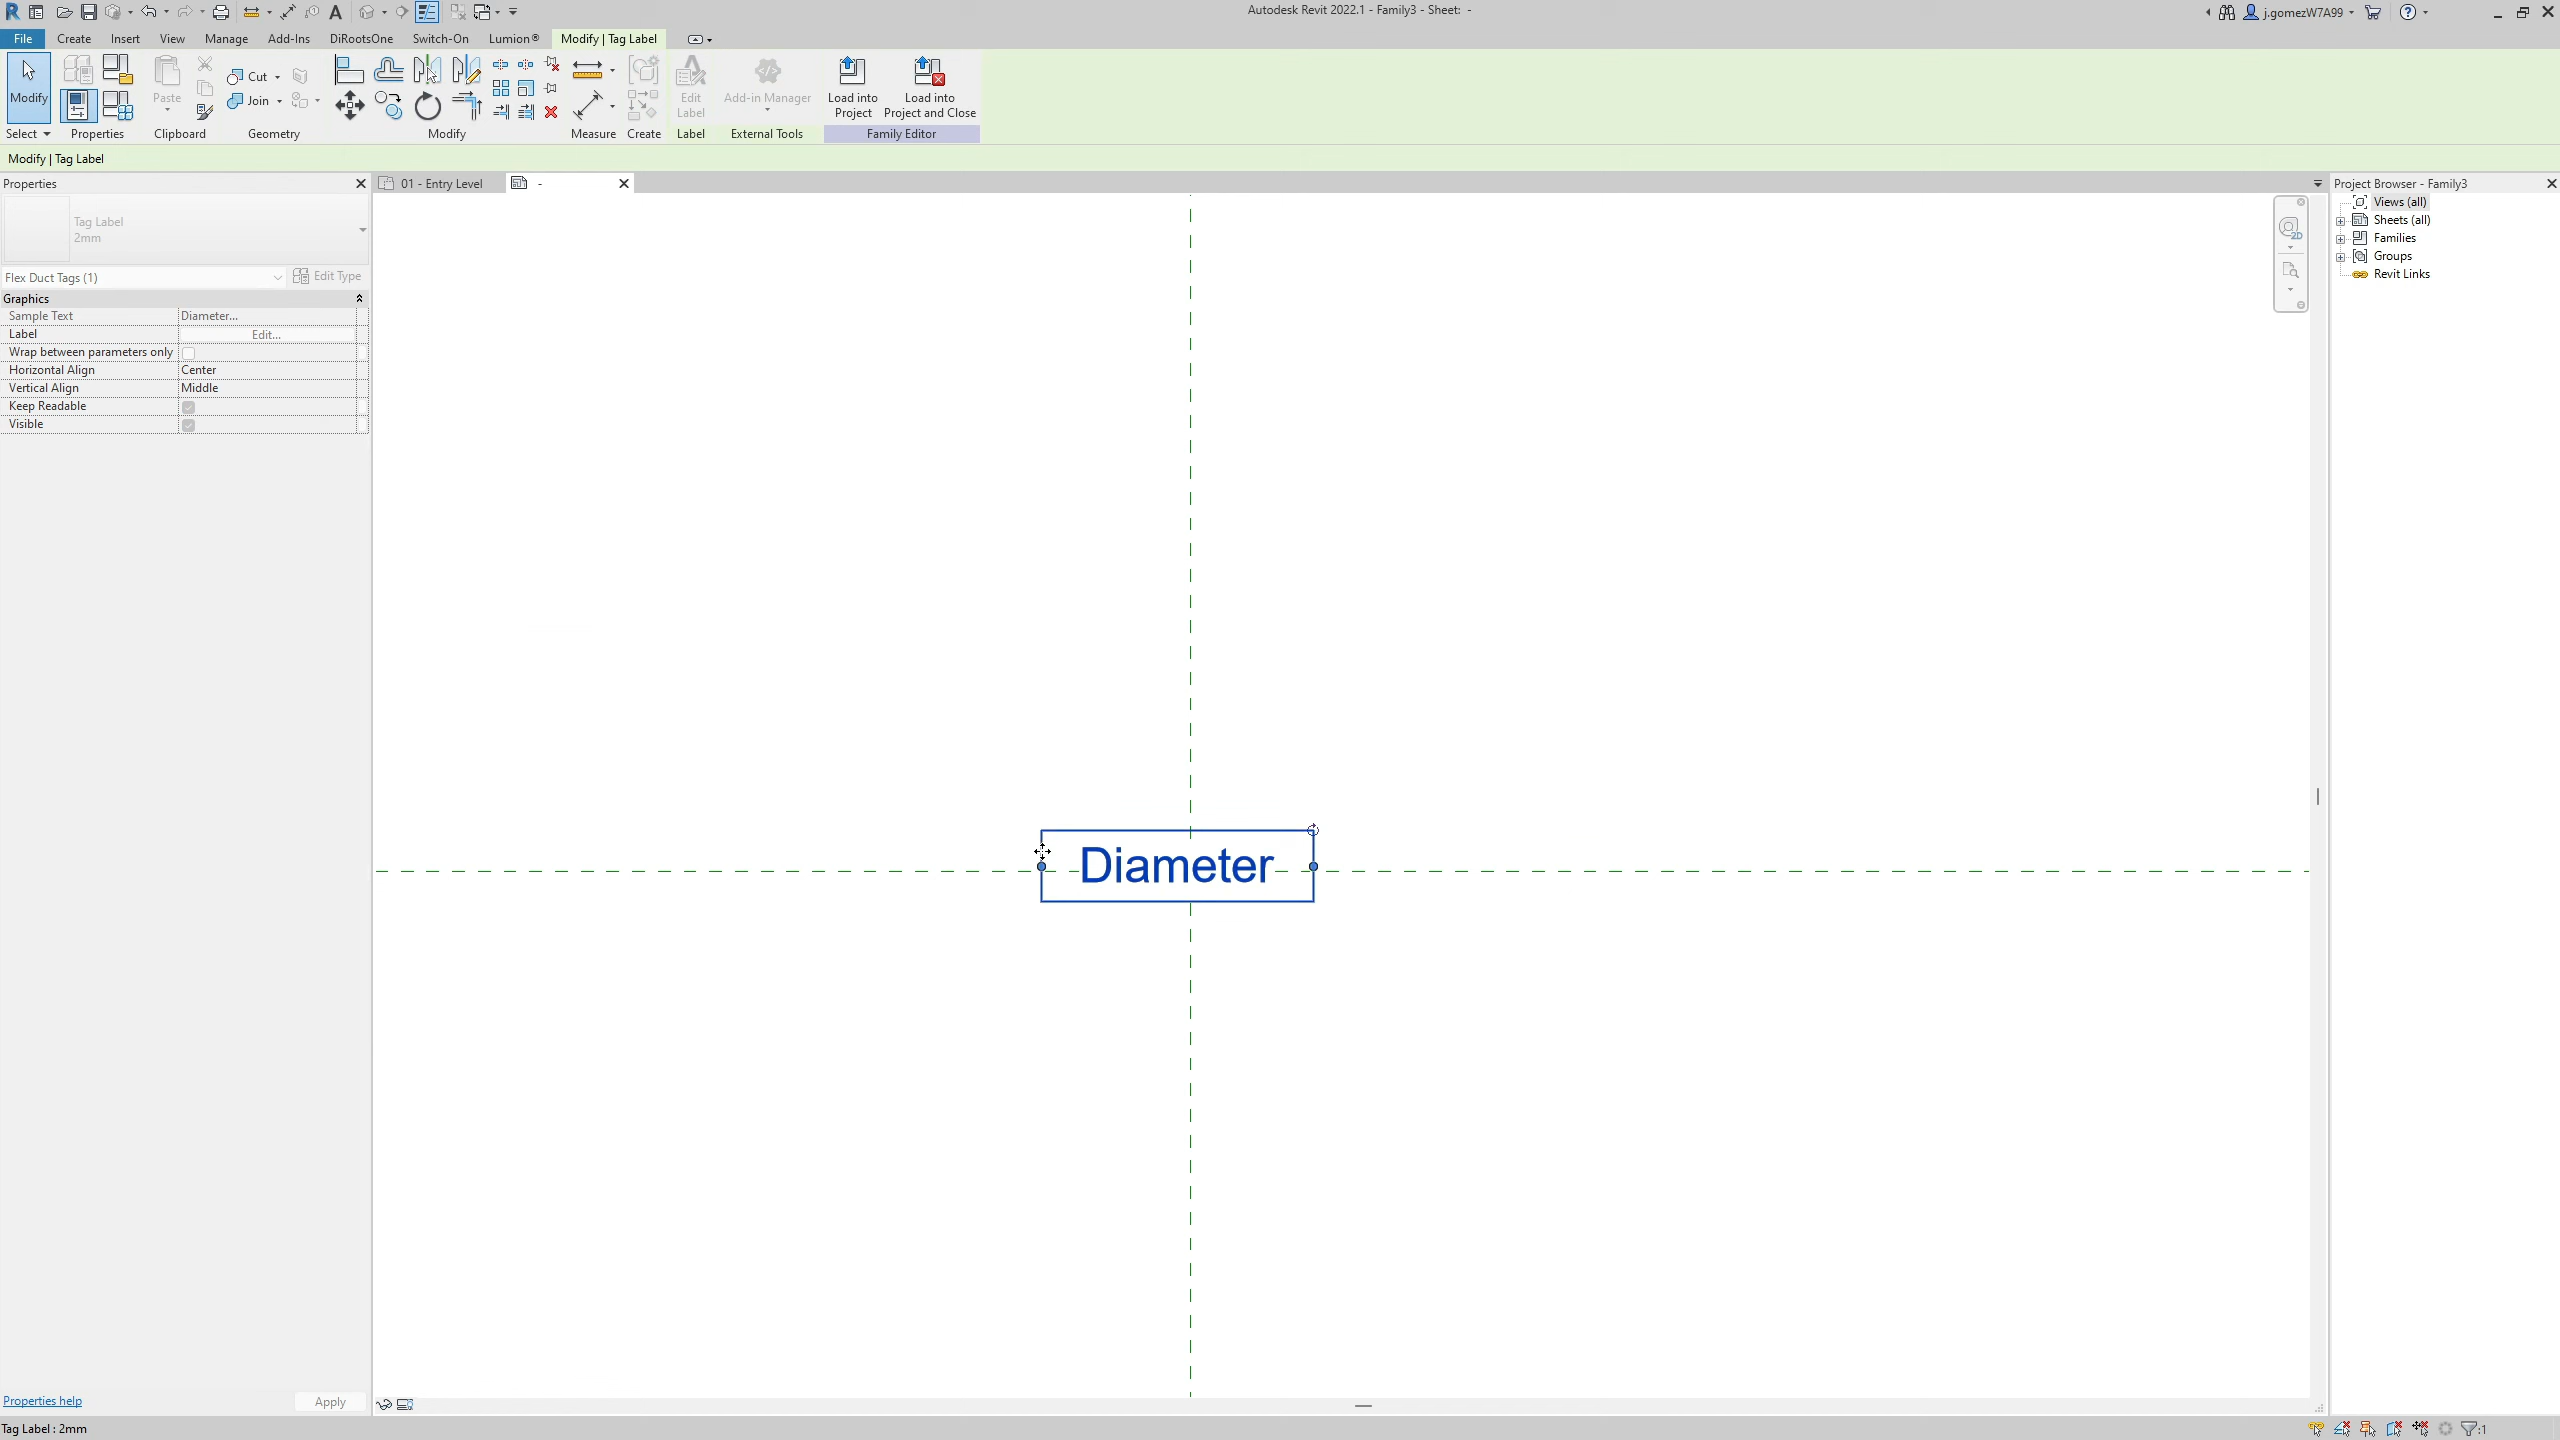 Autodesk Revit 2022.1 - Family3 - Sheet: -
j.gomezW7A99
File Create Insert View Manage Add-Ins DiRootsOne Switch-On Lumion® Modify | Tag Label
Modify
Paste
Cut
Join
Edit Label
Add-in Manager
Load into Project
Load into Project and Close
Select Properties Clipboard Geometry Modify Measure Create Label External Tools Family Editor
Modify | Tag Label
Properties
01 - Entry Level
-
Project Browser - Family3
Tag Label
2mm
Flex Duct Tags (1)
Edit Type
Graphics
Sample Text Diameter...
Label Edit...
Wrap between parameters only
Horizontal Align Center
Vertical Align Middle
Keep Readable
Visible
Views (all)
Sheets (all)
Families
Groups
Revit Links
2D
Diameter
Properties help
Apply
Tag Label : 2mm
:1